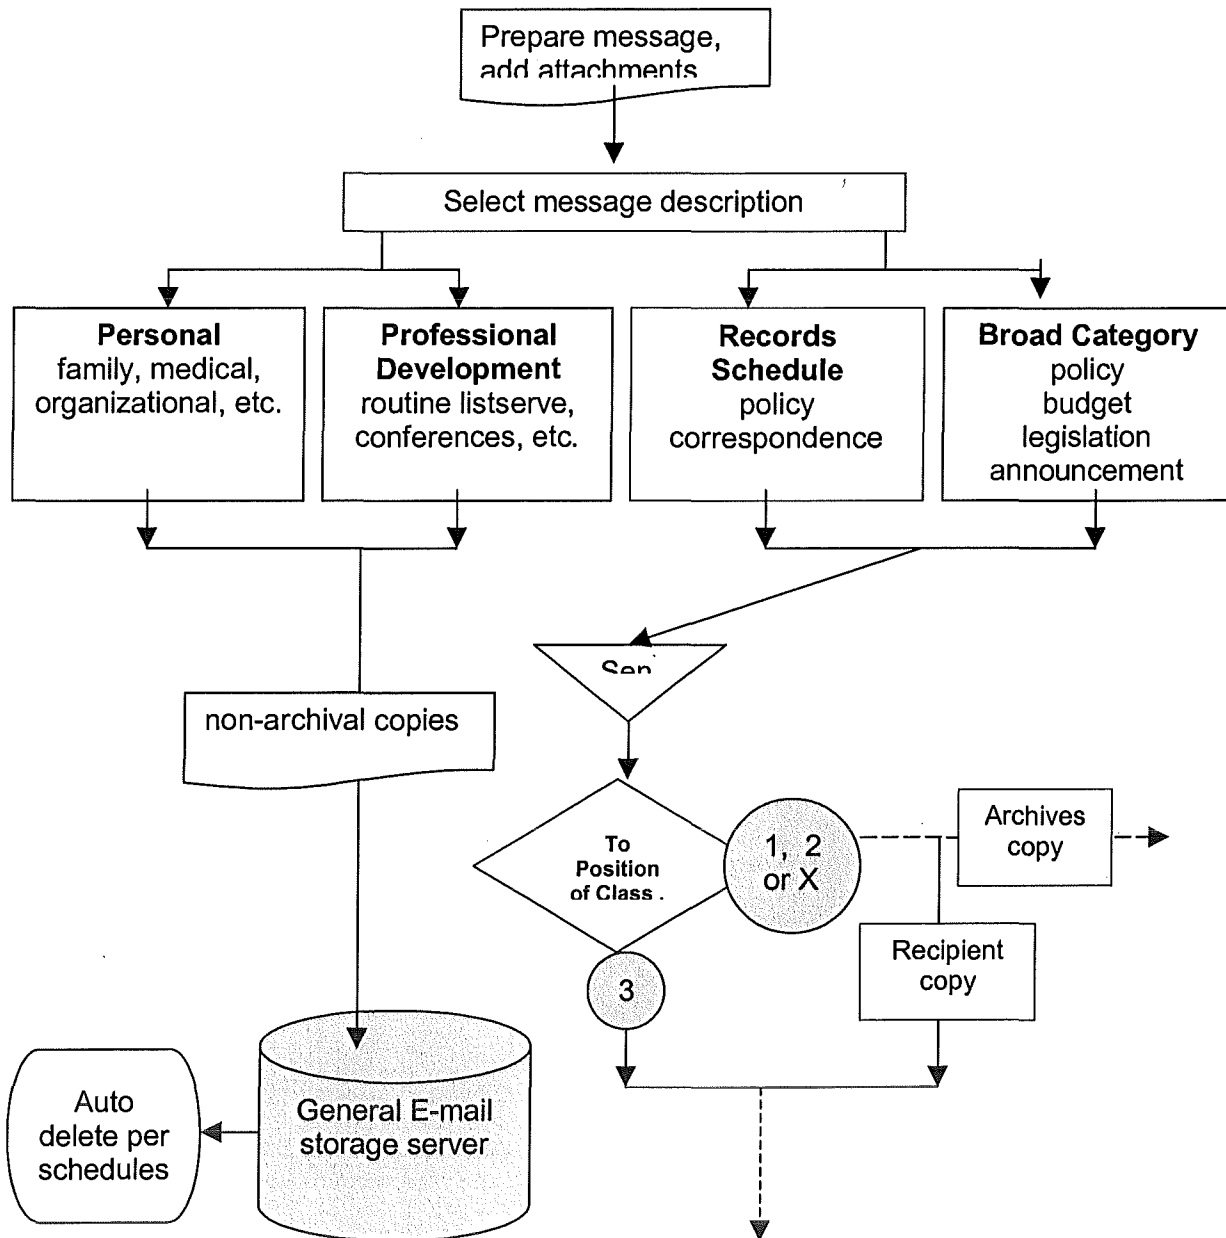 Prepare message,
add attachments
Select message description
Personal
family, medical,
organizational, etc.
Professional
Development
routine listserve,
conferences, etc.
Records
Schedule
policy
correspondence
Broad Category
policy
budget
legislation
announcement
non-archival copies
To
Position
of Class .
1, 2
or X
Archives
copy
Recipient
copy
3
Auto
delete per
schedules
General E-mail
storage server